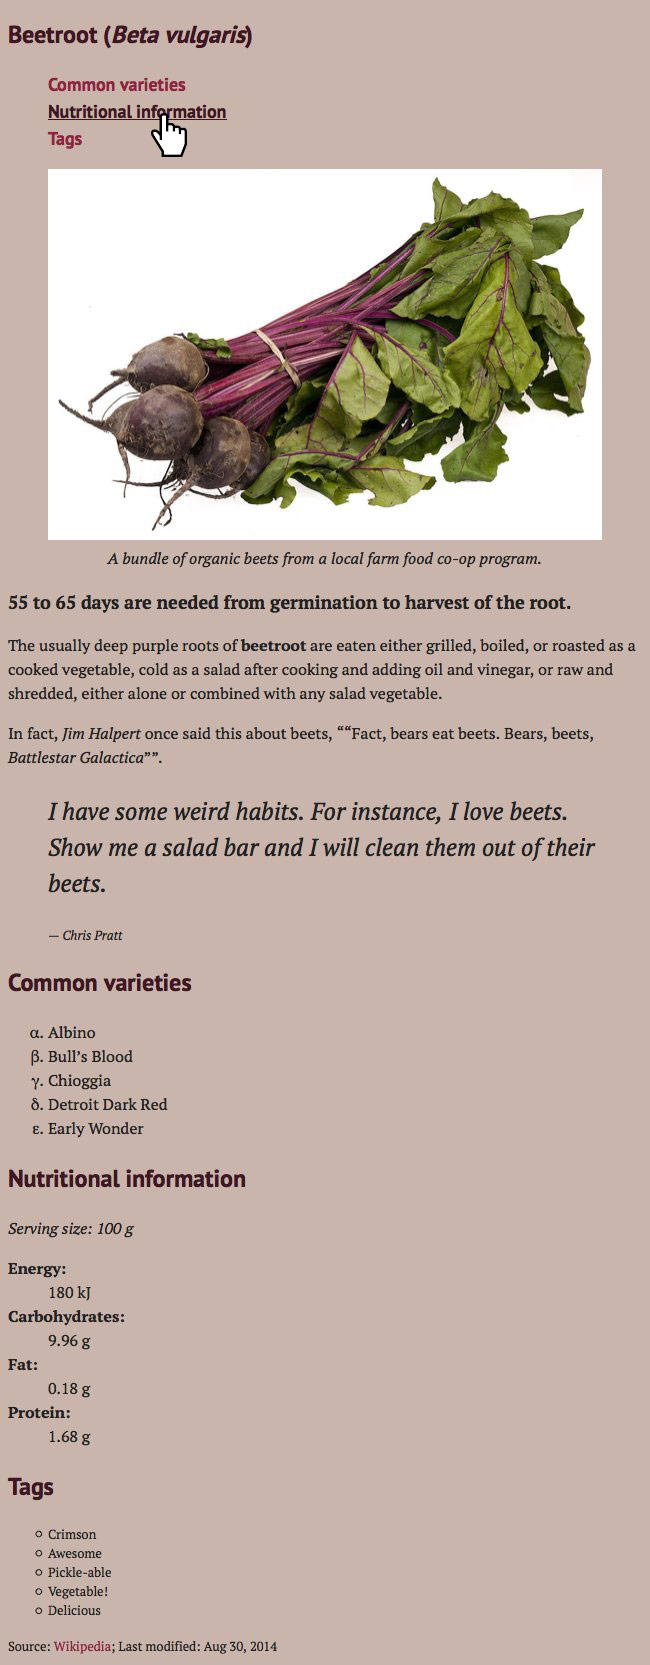 Beetroot (Beta vulgaris)
Common varieties
Nutritional information
Tags
A bundle of organic beets from a local farm food co-op program.
55 to 65 days are needed from germination to harvest of the root.
The usually deep purple roots of beetroot are eaten either grilled, boiled, or roasted as a
cooked vegetable, cold as a salad after cooking and adding oil and vinegar, or raw and
shredded, either alone or combined with any salad vegetable.
In fact, Jim Halpert once said this about beets, ““Fact, bears eat beets. Bears, beets,
Battlestar Galactica””.
I have some weird habits. For instance, I love beets.
Show me a salad bar and I will clean them out of their
beets.
— Chris Pratt
Common varieties
α. Albino
β. Bull’s Blood
γ. Chioggia
δ. Detroit Dark Red
ε. Early Wonder
Nutritional information
Serving size: 100 g
Energy:
180 kJ
Carbohydrates:
9.96 g
Fat:
0.18 g
Protein:
1.68 g
Tags
Crimson
Awesome
Pickle-able
Vegetable!
Delicious
Source: Wikipedia; Last modified: Aug 30, 2014